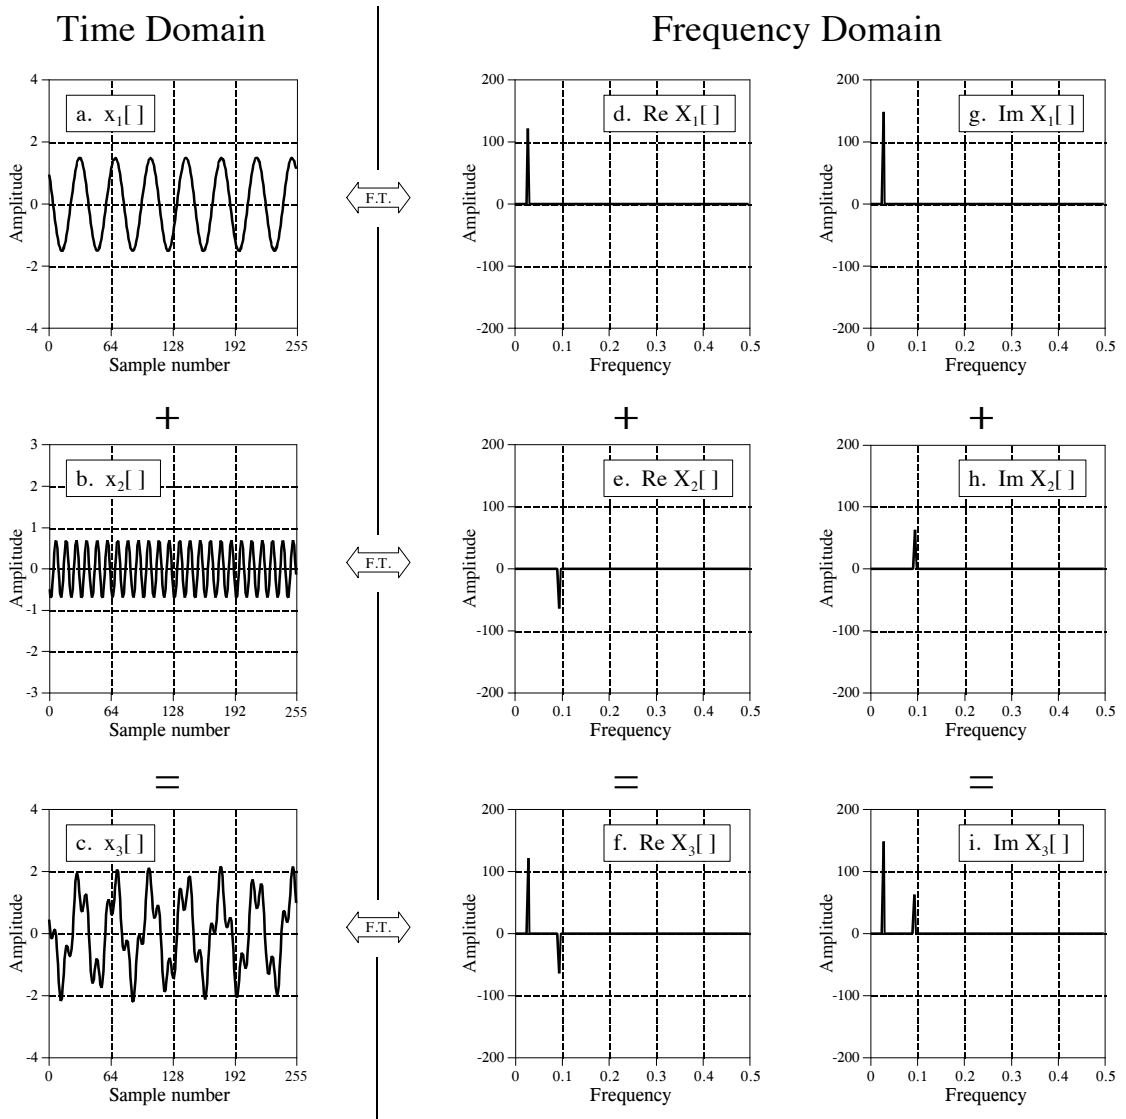 Time Domain
Frequency Domain
4
2
0
-2
-4
Amplitude
a. x1[ ]
0 64 128 192 255
Sample number
F.T.
200
100
0
-100
-200
Amplitude
d. Re X1[ ]
0 0.1 0.2 0.3 0.4 0.5
Frequency
200
100
0
-100
-200
Amplitude
g. Im X1[ ]
0 0.1 0.2 0.3 0.4 0.5
Frequency
+ + +
3
2
1
0
-1
-2
-3
Amplitude
b. x2[ ]
0 64 128 192 255
Sample number
F.T.
200
100
0
-100
-200
Amplitude
e. Re X2[ ]
0 0.1 0.2 0.3 0.4 0.5
Frequency
200
100
0
-100
-200
Amplitude
h. Im X2[ ]
0 0.1 0.2 0.3 0.4 0.5
Frequency
= = =
4
2
0
-2
-4
Amplitude
c. x3[ ]
0 64 128 192 255
Sample number
F.T.
200
100
0
-100
-200
Amplitude
f. Re X3[ ]
0 0.1 0.2 0.3 0.4 0.5
Frequency
200
100
0
-100
-200
Amplitude
i. Im X3[ ]
0 0.1 0.2 0.3 0.4 0.5
Frequency